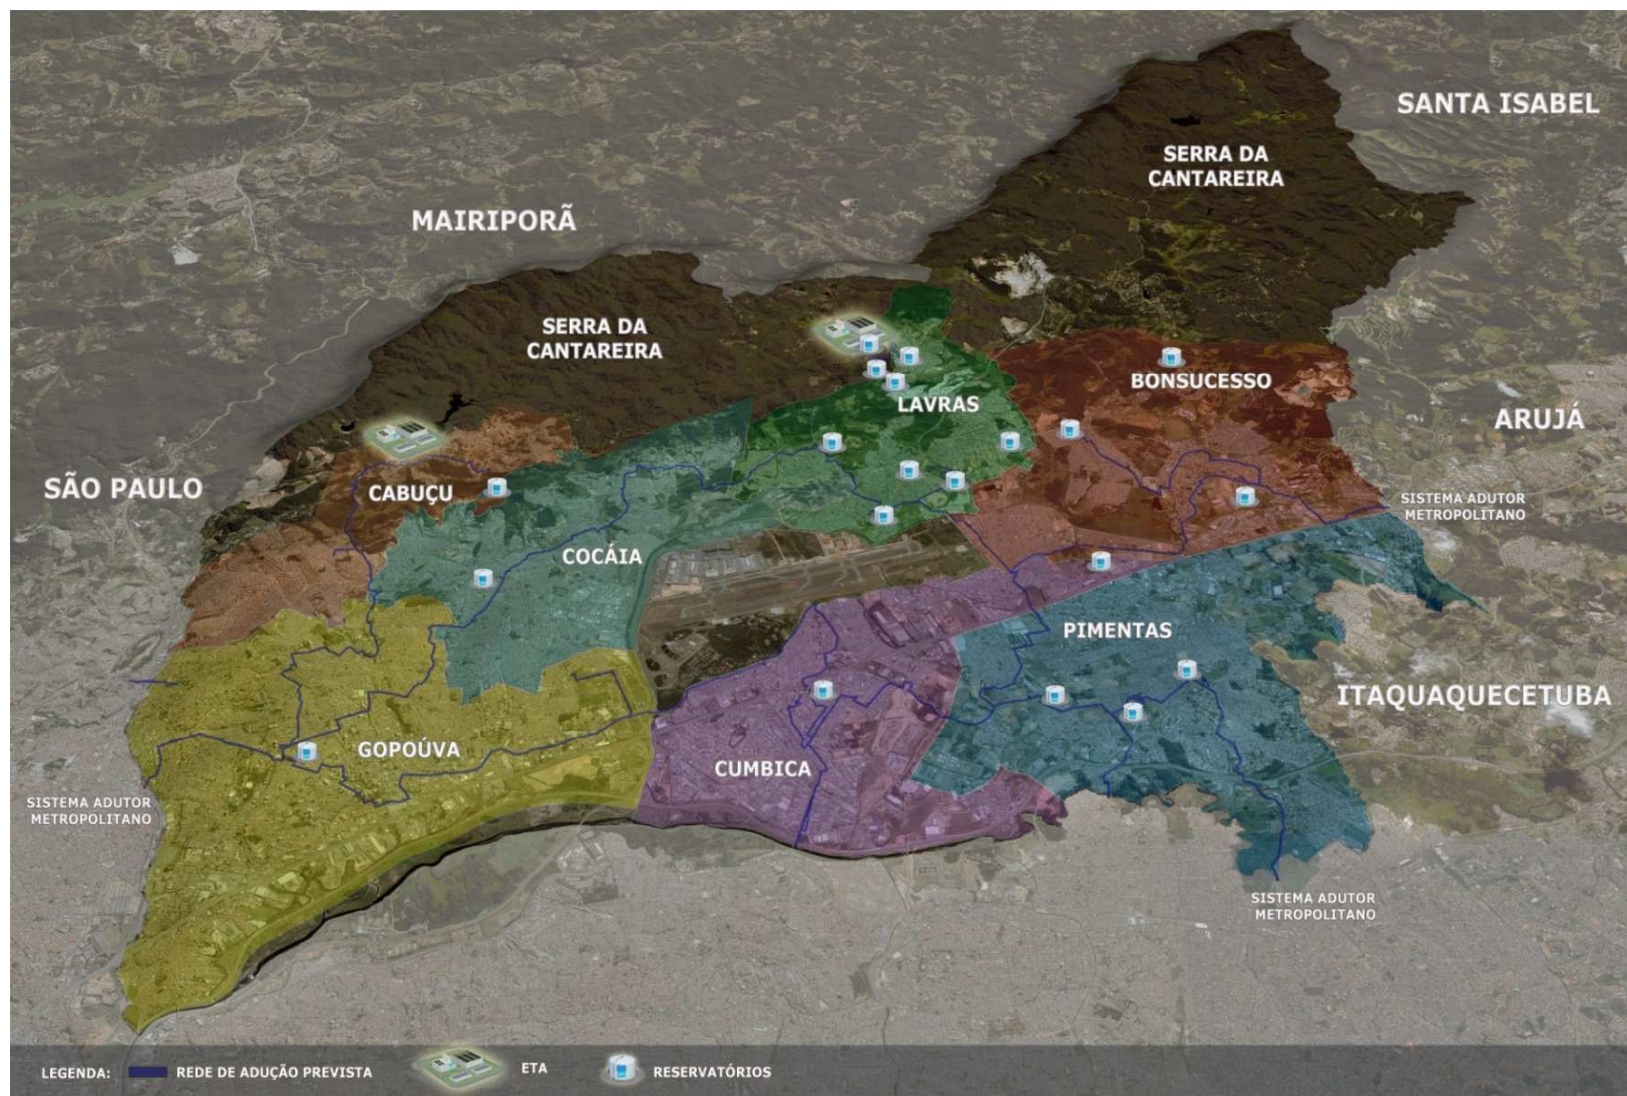 SANTA ISABEL
SERRA DA
CANTAREIRA
MAIRIPORÃ
SERRA DA
CANTAREIRA
BONSUCESSO
LAVRAS
ARUJÁ
SÃO PAULO
CABUÇU
SISTEMA ADUTOR
METROPOLITANO
COCÁIA
PIMENTAS
ITAQUAQUECETUBA
GOPOÚVA
CUMBICA
SISTEMA ADUTOR
METROPOLITANO
SISTEMA ADUTOR
METROPOLITANO
LEGENDA: REDE DE ADUÇÃO PREVISTA ETA RESERVATÓRIOS